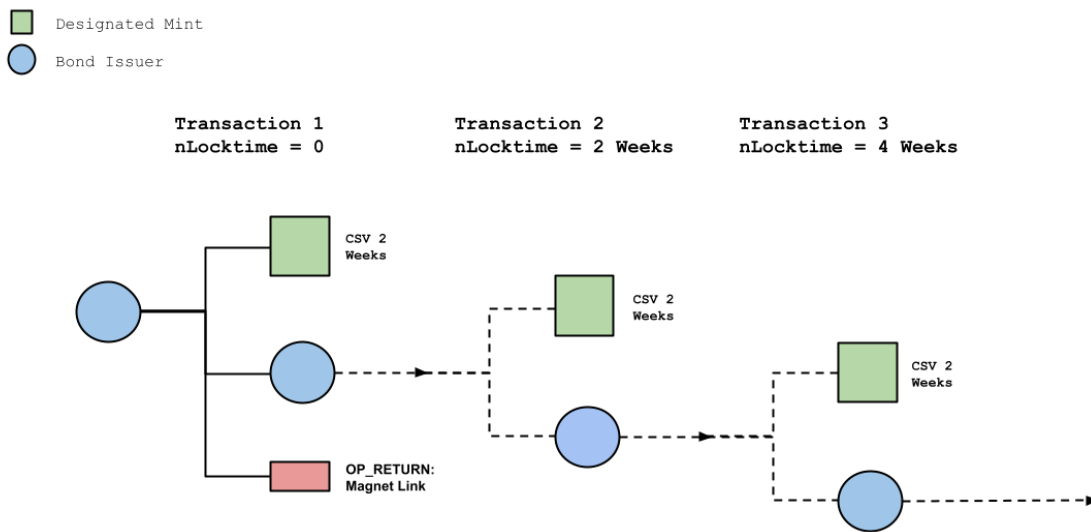 Designated Mint
Bond Issuer
Transaction 1
nLocktime = 0
Transaction 2
nLocktime = 2 Weeks
Transaction 3
nLocktime = 4 Weeks
CSV 2
Weeks
CSV 2
Weeks
CSV 2
Weeks
OP_RETURN:
Magnet Link